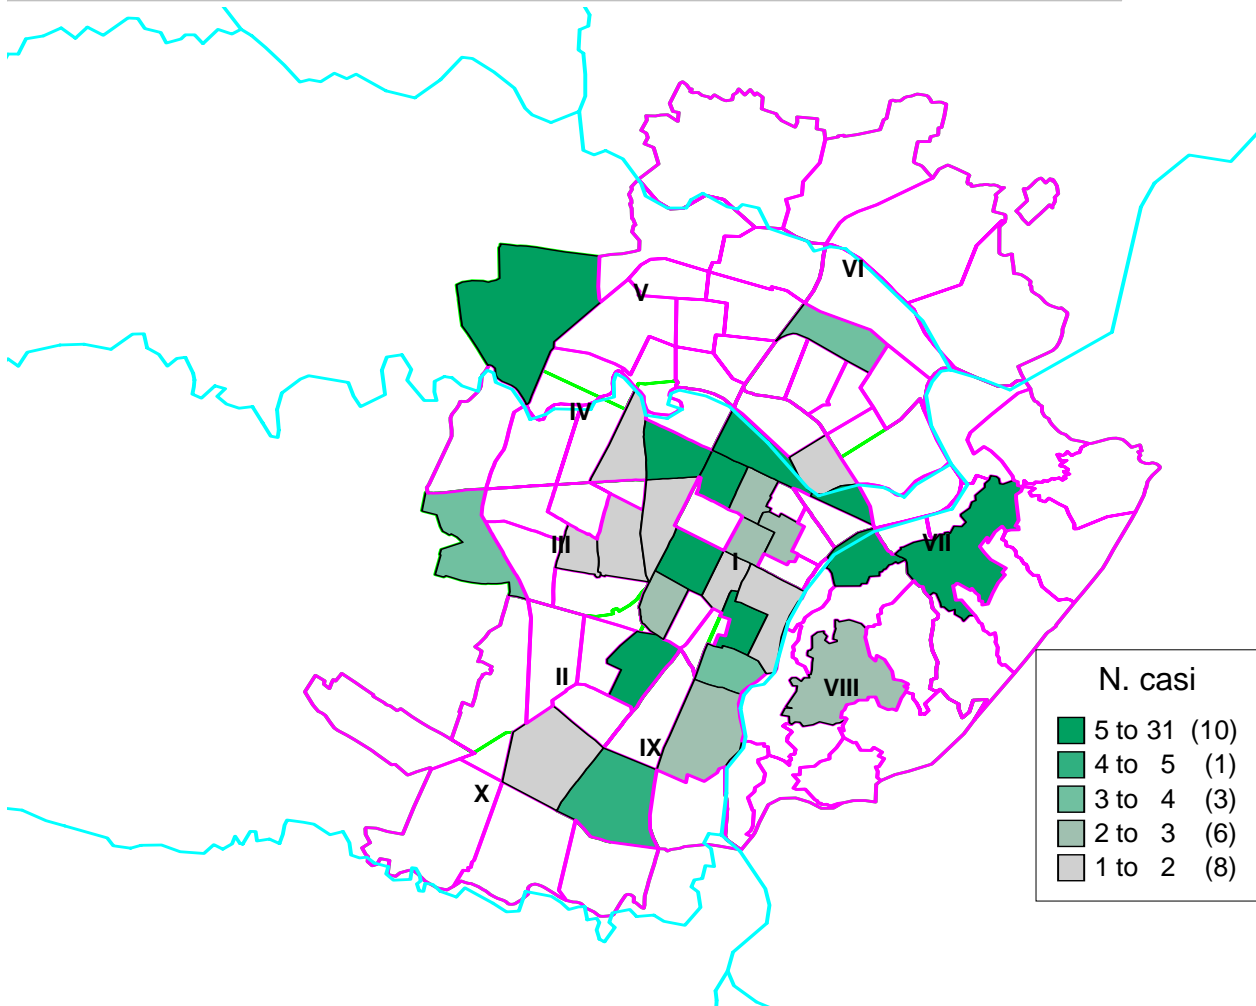 VI
V
IV
III
VII
I
II
VIII
IX
X
N. casi
5 to 31 (10)
4 to 5 (1)
3 to 4 (3)
2 to 3 (6)
1 to 2 (8)